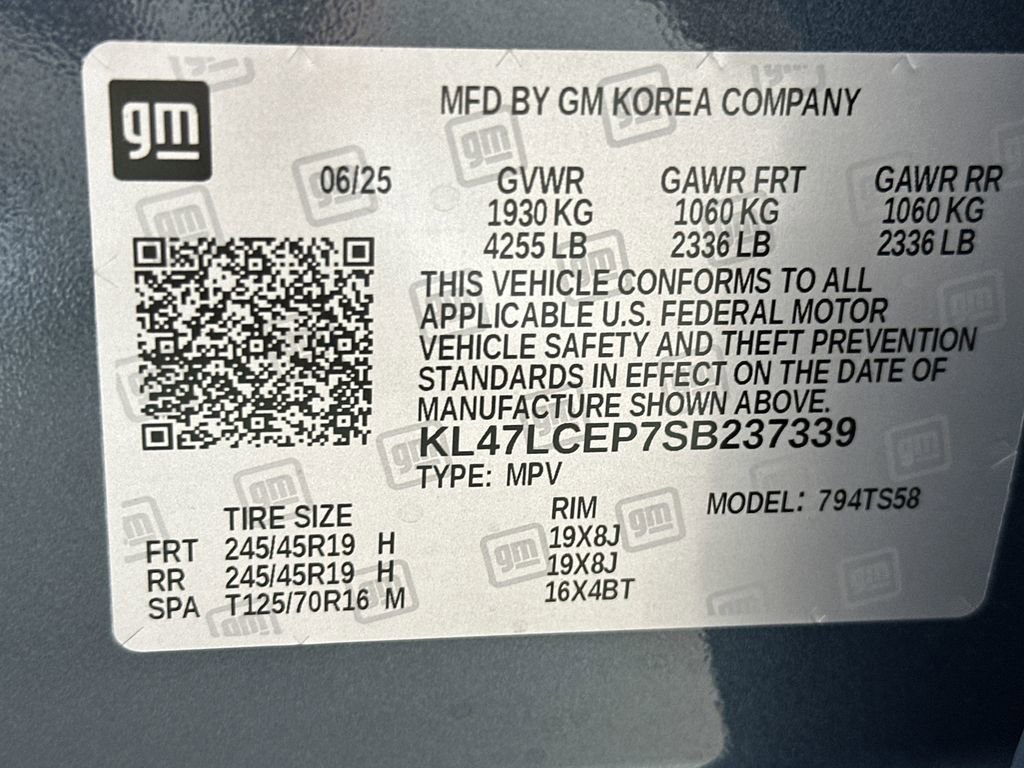 gm
MFD BY GM KOREA COMPANY
06/25 GVWR GAWR FRT GAWR RR
1930 KG 1060 KG 1060 KG
4255 LB 2336 LB 2336 LB
THIS VEHICLE CONFORMS TO ALL
APPLICABLE U.S. FEDERAL MOTOR
VEHICLE SAFETY AND THEFT PREVENTION
STANDARDS IN EFFECT ON THE DATE OF
MANUFACTURE SHOWN ABOVE.
KL47LCEP7SB237339
TYPE: MPV
MODEL: 794TS58
TIRE SIZE RIM
FRT 245/45R19 H 19X8J
RR 245/45R19 H 19X8J
SPA T125/70R16 M 16X4BT